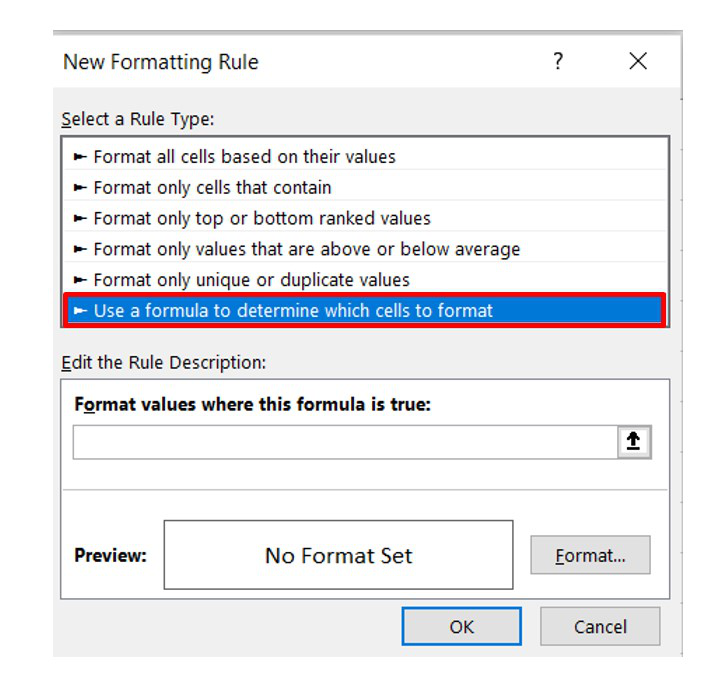 New Formatting Rule ?
Select a Rule Type:
► Format all cells based on their values
► Format only cells that contain
► Format only top or bottom ranked values
► Format only values that are above or below average
► Format only unique or duplicate values
► Use a formula to determine which cells to format
Edit the Rule Description:
Format values where this formula is true:
Preview: No Format Set Format...
OK Cancel